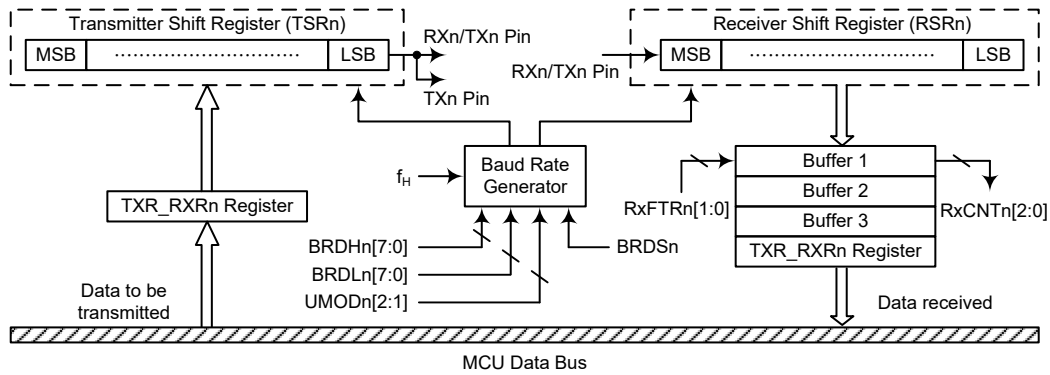 Transmitter Shift Register (TSRn)
MSB
LSB
RXn/TXn Pin
TXn Pin
Receiver Shift Register (RSRn)
RXn/TXn Pin
MSB
LSB
fH
Baud Rate
Generator
BRDHn[7:0]
BRDLn[7:0]
UMODn[2:1]
BRDSn
TXR_RXRn Register
Data to be
transmitted
Buffer 1
Buffer 2
Buffer 3
TXR_RXRn Register
RxFTRn[1:0]
RxCNTn[2:0]
Data received
MCU Data Bus